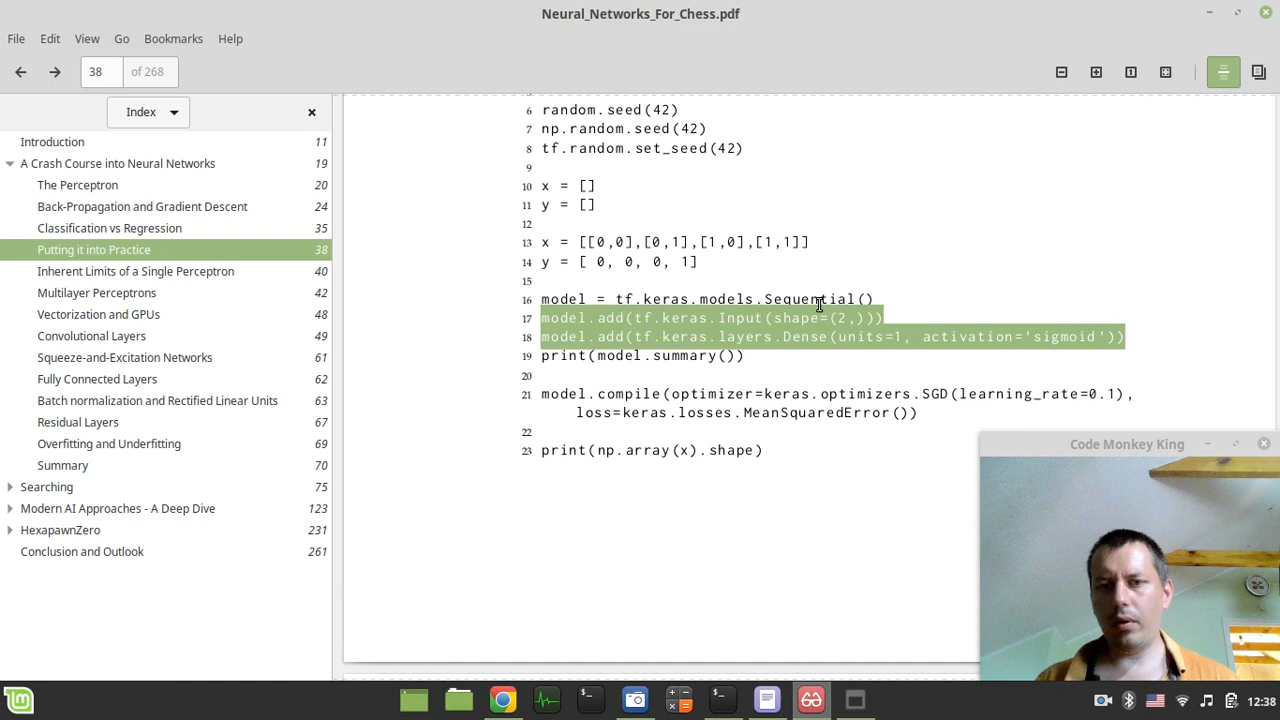 Neural_Networks_For_Chess.pdf
File Edit View Go Bookmarks Help
38 of 268
Index
Introduction 11
A Crash Course into Neural Networks 19
The Perceptron 20
Back-Propagation and Gradient Descent 24
Classification vs Regression 35
Putting it into Practice 38
Inherent Limits of a Single Perceptron 40
Multilayer Perceptrons 42
Vectorization and GPUs 48
Convolutional Layers 51
Squeeze-and-Excitation Networks 61
Fully Connected Layers 62
Batch normalization and Rectified Linear Units 63
Residual Layers 67
Overfitting and Underfitting 69
Summary 70
Searching 75
Modern AI Approaches - A Deep Dive 123
HexapawnZero 231
Conclusion and Outlook 261
6 random.seed(42)
7 np.random.seed(42)
8 tf.random.set_seed(42)
9
10 x = []
11 y = []
12
13 x = [[0,0],[0,1],[1,0],[1,1]]
14 y = [ 0, 0, 0, 1]
15
16 model = tf.keras.models.Sequential()
17 model.add(tf.keras.Input(shape=(2,)))
18 model.add(tf.keras.layers.Dense(units=1, activation='sigmoid'))
19 print(model.summary())
20
21 model.compile(optimizer=keras.optimizers.SGD(learning_rate=0.1),
loss=keras.losses.MeanSquaredError())
22
23 print(np.array(x).shape)
Code Monkey King
12:38